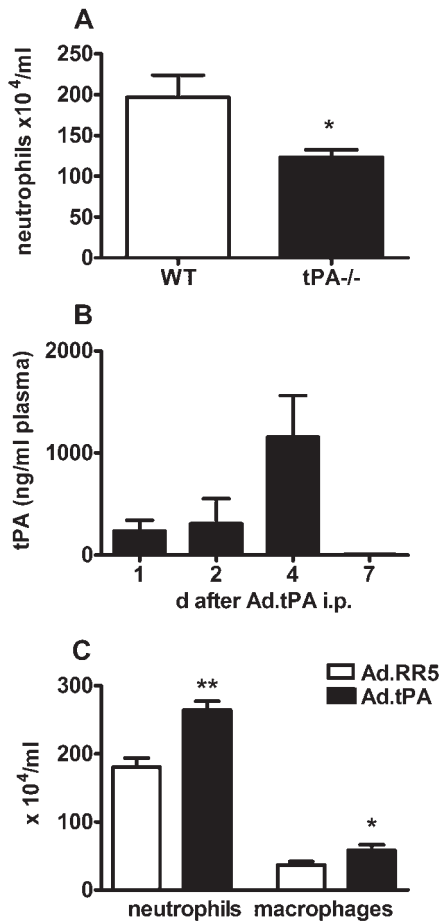 A
neutrophils x10⁴/ml
250
200
150
100
50
0
*
WT tPA-/-
B
tPA (ng/ml plasma)
2000
1000
0
1 2 4 7
d after Ad.tPA i.p.
C
Ad.RR5
Ad.tPA
x 10⁴/ml
300
200
100
0
**
*
neutrophils macrophages